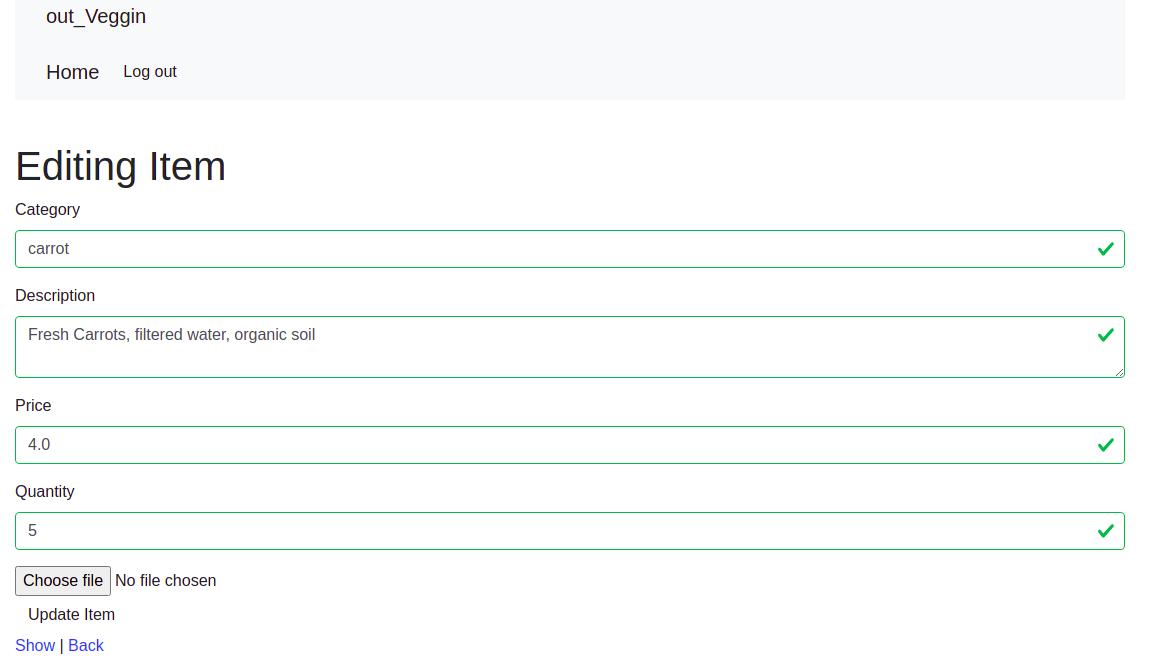 out_Veggin
Home Log out
Editing Item
Category
carrot
Description
Fresh Carrots, filtered water, organic soil
Price
4.0
Quantity
5
Choose file No file chosen
Update Item
Show | Back